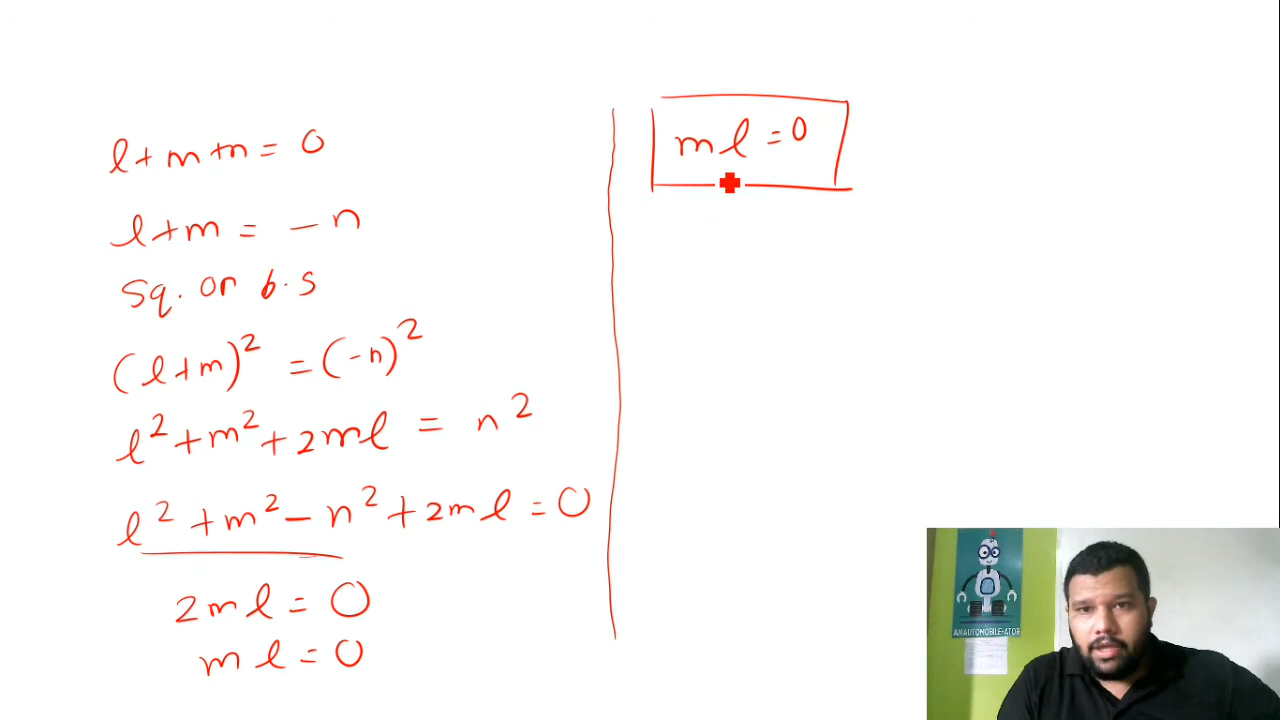 l + m + n = 0
l + m = - n
Sq. on b.s
(l + m)² = (-n)²
l² + m² + 2ml = n²
l² + m² - n² + 2ml = 0
2ml = 0
ml = 0
ml = 0
ANAUTOMOBILE-ATOR